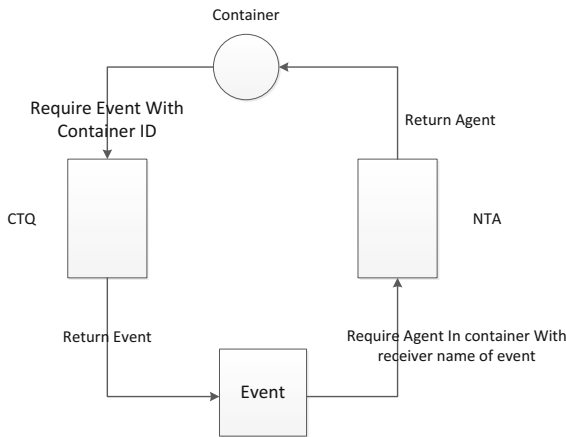 Container
Require Event With
Container ID
Return Agent
CTQ
NTA
Return Event
Require Agent In container With
receiver name of event
Event